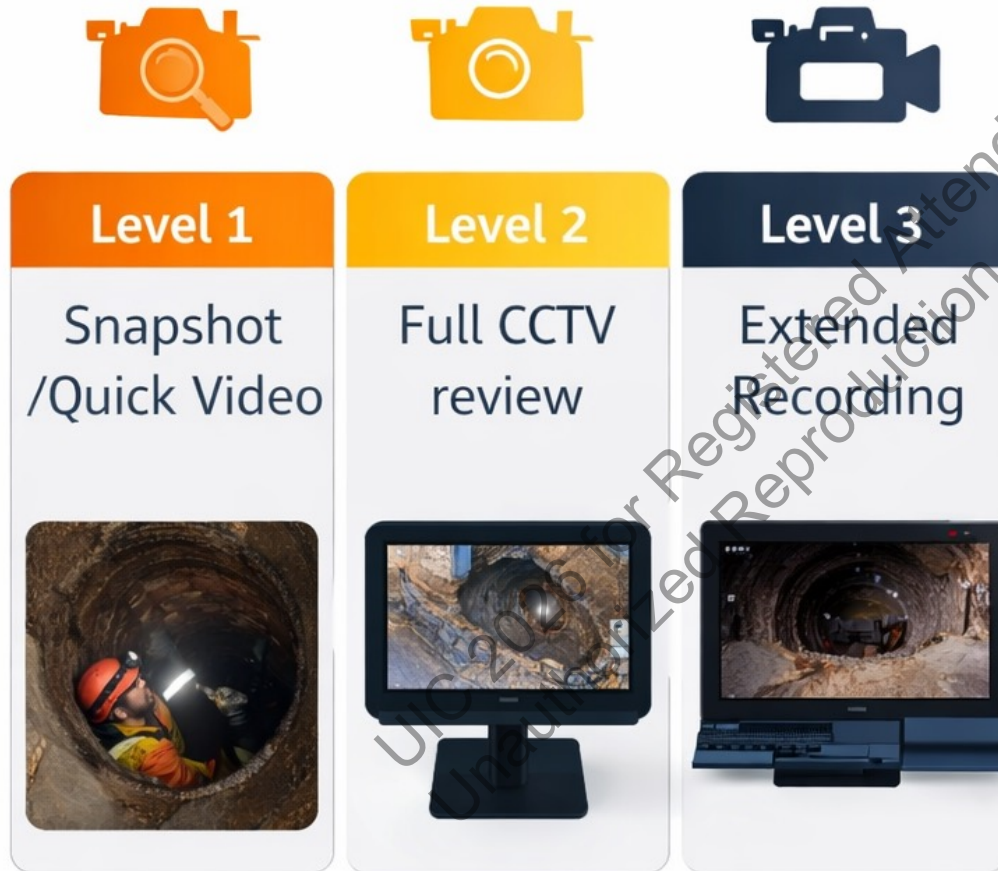 Level 1
Snapshot
/Quick Video
Level 2
Full CCTV
review
Level 3
Extended
Recording
UIC 2026 for Registered
Unauthorized Reproduction